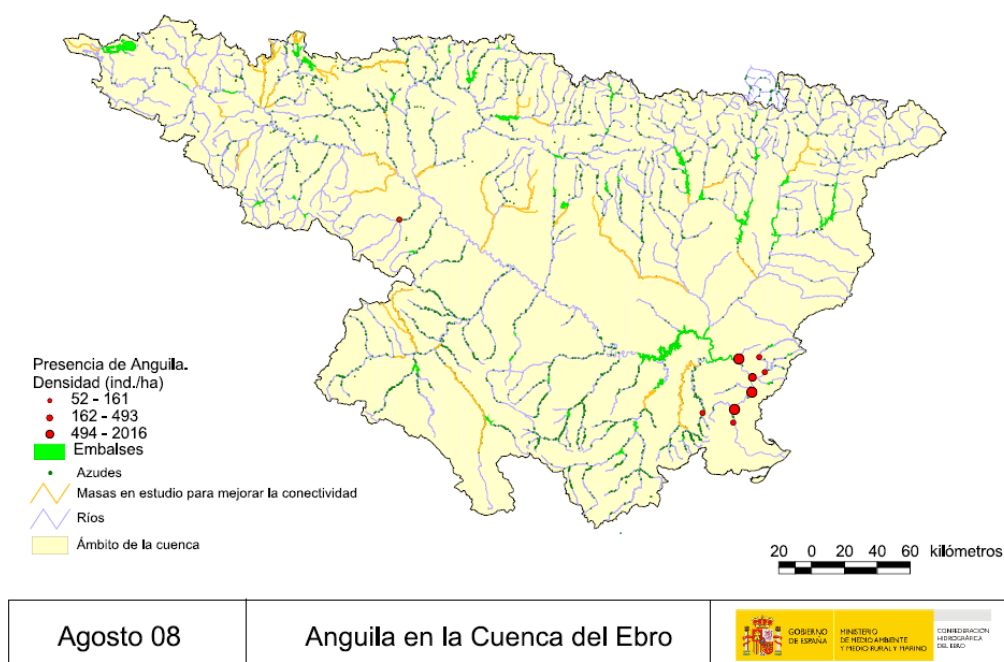 Presencia de Anguila.
Densidad (ind./ha)
52 - 161
162 - 493
494 - 2016
Embalses
Azudes
Masas en estudio para mejorar la conectividad
Ríos
Ámbito de la cuenca
20 0 20 40 60 kilómetros
Agosto 08
Anguila en la Cuenca del Ebro
GOBIERNO
DE ESPAÑA
MINISTERIO
DE MEDIO AMBIENTE
Y MEDIO RURAL Y MARINO
CONFEDERACIÓN
HIDROGRÁFICA
DEL EBRO